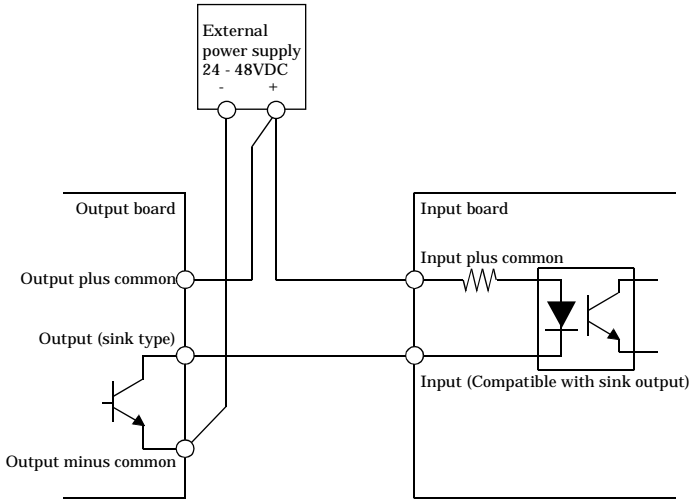 External
power supply
24 - 48VDC
- +
Output board
Input board
Input plus common
Output plus common
Output (sink type)
Input (Compatible with sink output)
Output minus common